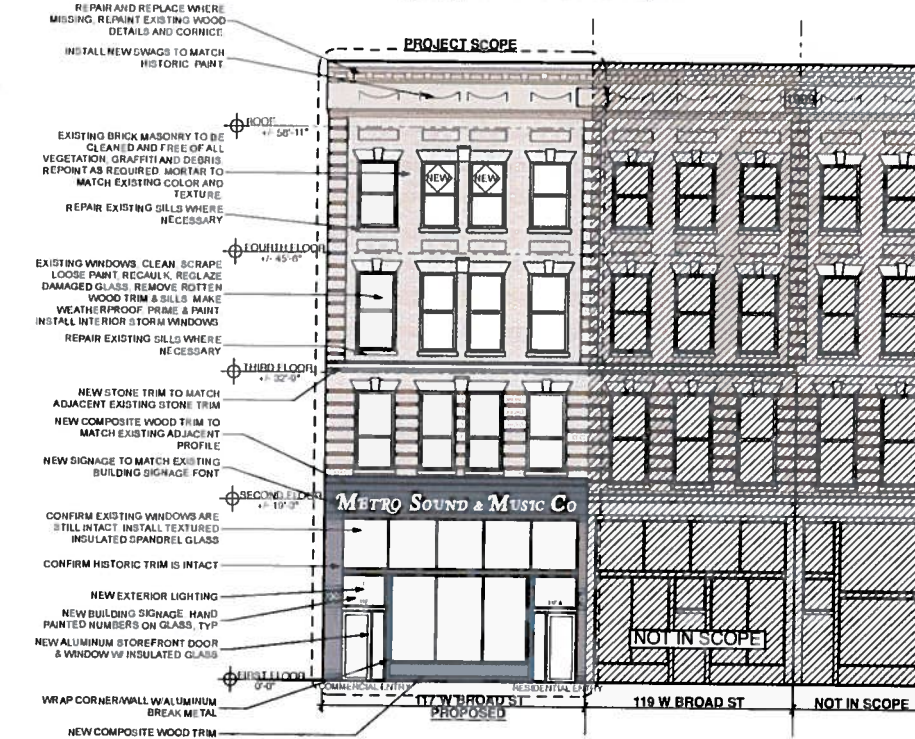 REPAIR AND REPLACE WHERE
MISSING, REPAINT EXISTING WOOD
DETAILS AND CORNICE
INSTALL NEW SWAGS TO MATCH
HISTORIC PAINT
PROJECT SCOPE
ROOF
+/- 58'-11"
EXISTING BRICK MASONRY TO BE
CLEANED AND FREE OF ALL
VEGETATION, GRAFFITI AND DEBRIS.
REPOINT AS REQUIRED. MORTAR TO
MATCH EXISTING COLOR AND
TEXTURE
NEW NEW
REPAIR EXISTING SILLS WHERE
NECESSARY
FOURTH FLOOR
+/- 45'-6"
EXISTING WINDOWS: CLEAN, SCRAPE
LOOSE PAINT, RECAULK, REGLAZE
DAMAGED GLASS, REMOVE ROTTEN
WOOD TRIM & SILLS. MAKE
WEATHERPROOF. PRIME & PAINT.
INSTALL INTERIOR STORM WINDOWS
REPAIR EXISTING SILLS WHERE
NECESSARY
THIRD FLOOR
+/- 32'-0"
NEW STONE TRIM TO MATCH
ADJACENT EXISTING STONE TRIM
NEW COMPOSITE WOOD TRIM TO
MATCH EXISTING ADJACENT
PROFILE
NEW SIGNAGE TO MATCH EXISTING
BUILDING SIGNAGE FONT
SECOND FLOOR
METRO SOUND & MUSIC CO
CONFIRM EXISTING WINDOWS ARE
STILL INTACT. INSTALL TEXTURED
INSULATED SPANDREL GLASS
CONFIRM HISTORIC TRIM IS INTACT
NEW EXTERIOR LIGHTING
NEW BUILDING SIGNAGE, HAND
PAINTED NUMBERS ON GLASS, TYP
NEW ALUMINUM STOREFRONT DOOR
& WINDOW W/ INSULATED GLASS
NOT IN SCOPE
FIRST FLOOR
0'-0"
COMMERCIAL ENTRY
RESIDENTIAL ENTRY
WRAP CORNER/WALL W/ALUMINUM
BREAK METAL
NEW COMPOSITE WOOD TRIM
117 W BROAD ST
PROPOSED
119 W BROAD ST
NOT IN SCOPE